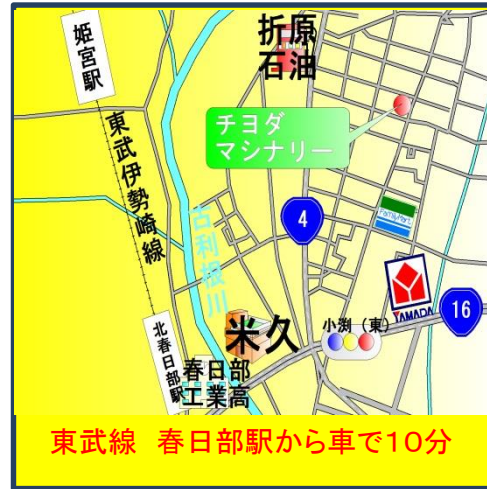 姫宮駅
折原
石油
チヨダ
マシナリー
東武伊勢崎線
古利根川
4
FamilyMart
YAMADA
16
小渕（東）
米久
北春日部駅
春日部
工業高
東武線 春日部駅から車で10分